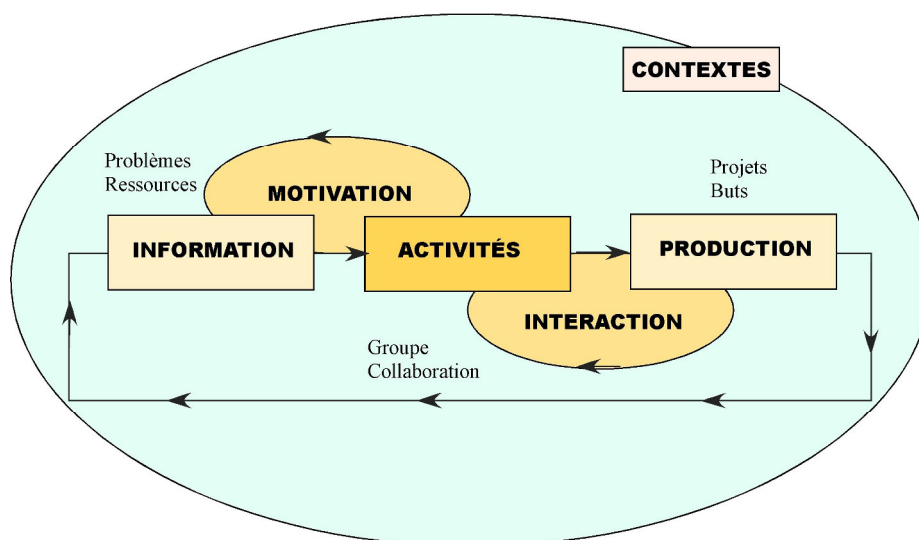 CONTEXTES
Problèmes
Ressources
MOTIVATION
Projets
Buts
INFORMATION
ACTIVITÉS
PRODUCTION
INTERACTION
Groupe
Collaboration